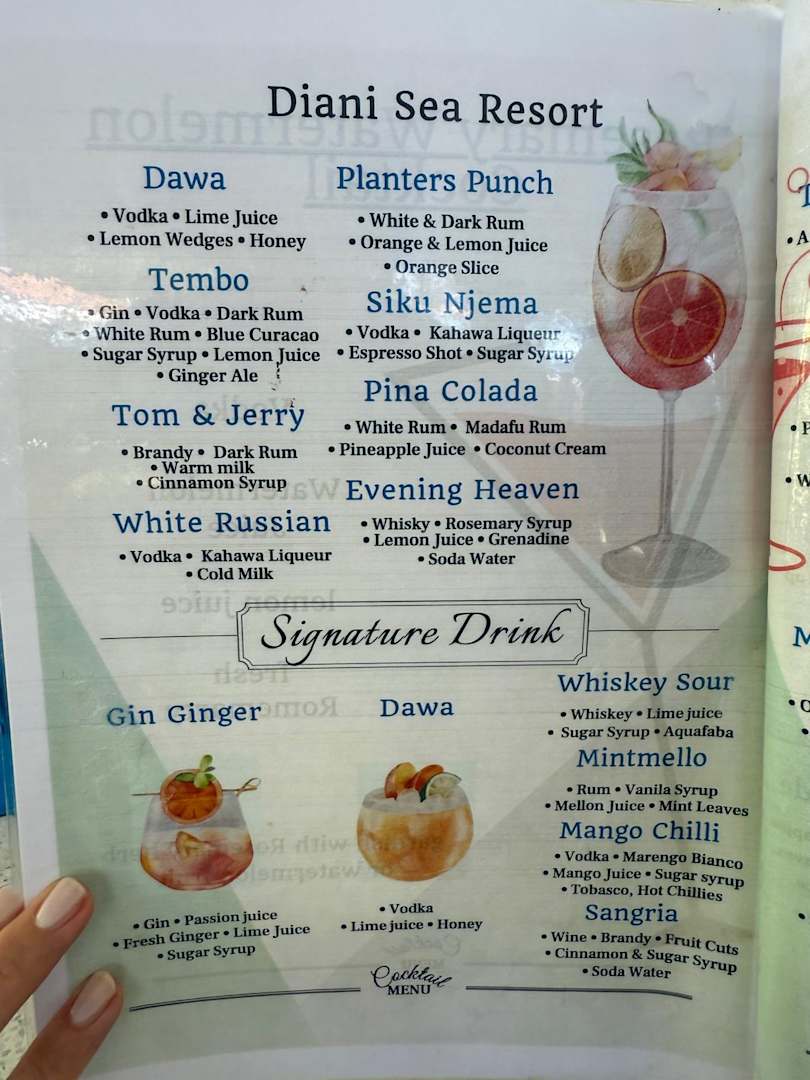 Diani Sea Resort
Dawa
• Vodka • Lime Juice
• Lemon Wedges • Honey
Tembo
• Gin • Vodka • Dark Rum
• White Rum • Blue Curacao
• Sugar Syrup • Lemon Juice
• Ginger Ale
Tom & Jerry
• Brandy • Dark Rum
• Warm milk
• Cinnamon Syrup
White Russian
• Vodka • Kahawa Liqueur
• Cold Milk
Planters Punch
• White & Dark Rum
• Orange & Lemon Juice
• Orange Slice
Siku Njema
• Vodka • Kahawa Liqueur
• Espresso Shot • Sugar Syrup
Pina Colada
• White Rum • Madafu Rum
• Pineapple Juice • Coconut Cream
Evening Heaven
• Whisky • Rosemary Syrup
• Lemon Juice • Grenadine
• Soda Water
Signature Drink
Gin Ginger
• Gin • Passion juice
• Fresh Ginger • Lime Juice
• Sugar Syrup
Dawa
• Vodka
• Lime juice • Honey
Whiskey Sour
• Whiskey • Lime juice
• Sugar Syrup • Aquafaba
Mintmello
• Rum • Vanila Syrup
• Mellon Juice • Mint Leaves
Mango Chilli
• Vodka • Marengo Bianco
• Mango Juice • Sugar syrup
• Tobasco, Hot Chillies
Sangria
• Wine • Brandy • Fruit Cuts
• Cinnamon & Sugar Syrup
• Soda Water
Cocktail
MENU